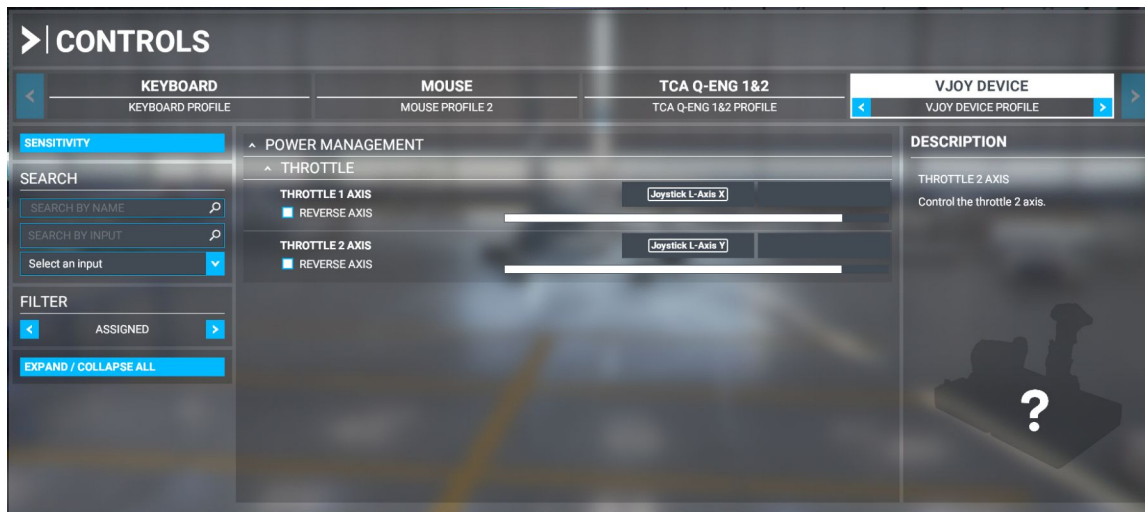 CONTROLS
KEYBOARD
KEYBOARD PROFILE
MOUSE
MOUSE PROFILE 2
TCA Q-ENG 1&2
TCA Q-ENG 1&2 PROFILE
VJOY DEVICE
VJOY DEVICE PROFILE
SENSITIVITY
SEARCH
SEARCH BY NAME
SEARCH BY INPUT
Select an input
FILTER
ASSIGNED
EXPAND / COLLAPSE ALL
POWER MANAGEMENT
THROTTLE
THROTTLE 1 AXIS
Joystick L-Axis X
REVERSE AXIS
THROTTLE 2 AXIS
Joystick L-Axis Y
REVERSE AXIS
DESCRIPTION
THROTTLE 2 AXIS
Control the throttle 2 axis.
?